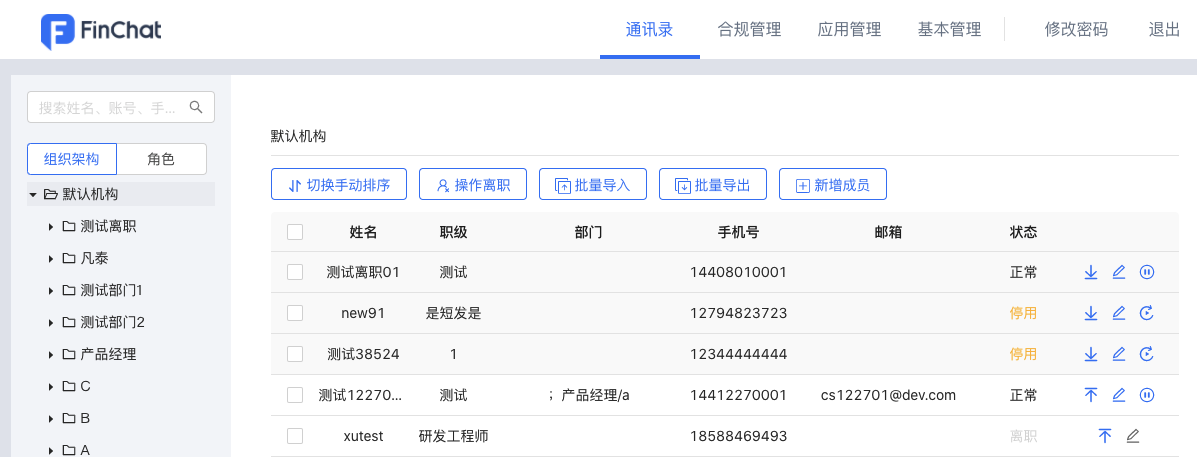 FinChat
通讯录 合规管理 应用管理 基本管理 修改密码 退出
搜索姓名、账号、手...
组织架构 角色
默认机构
测试离职
凡泰
测试部门1
测试部门2
产品经理
C
B
A
默认机构
切换手动排序 操作离职 批量导入 批量导出 新增成员
姓名 职级 部门 手机号 邮箱 状态
测试离职01 测试 14408010001 正常
new91 是短发是 12794823723 停用
测试38524 1 12344444444 停用
测试12270... 测试 ；产品经理/a 14412270001 cs122701@dev.com 正常
xutest 研发工程师 18588469493 离职